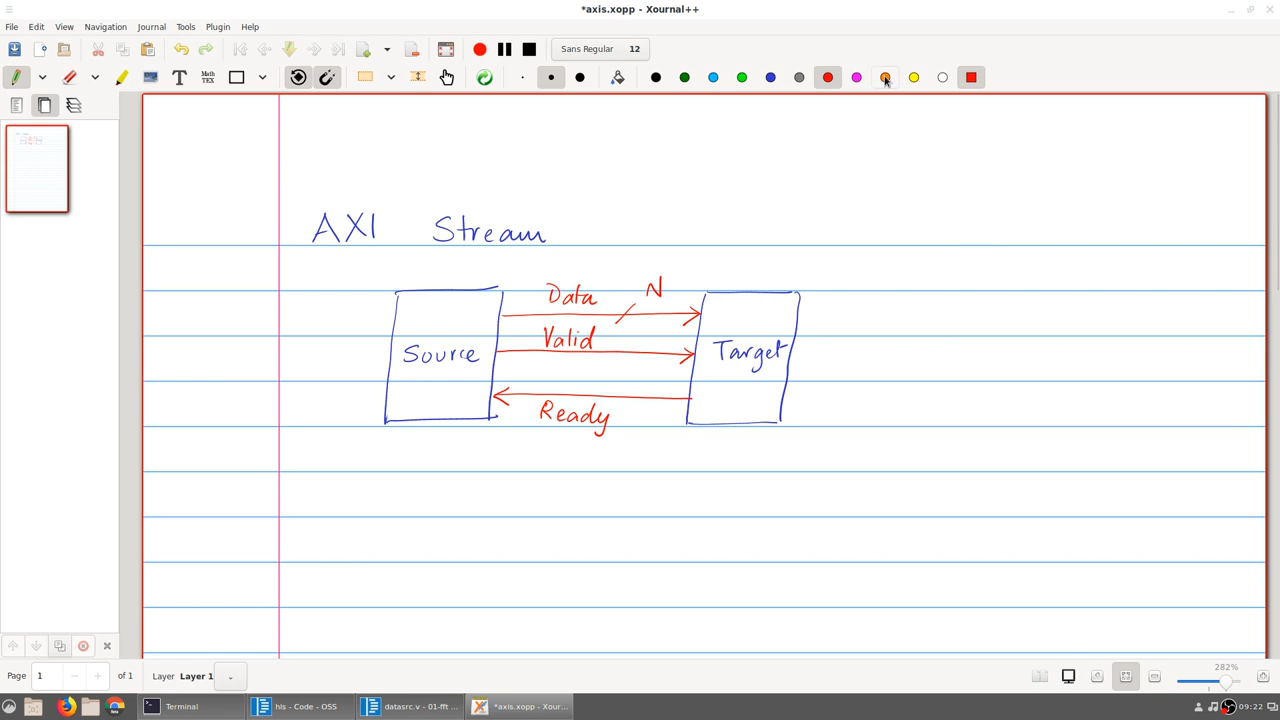 *axis.xopp - Xournal++
File Edit View Navigation Journal Tools Plugin Help
Sans Regular 12
T Math TEX
AXI Stream
Data N
Valid
Source Target
Ready
Page 1 of 1 Layer Layer 1 282%
Terminal hls - Code - OSS datasrc.v - 01-fft ... *axis.xopp - Xour... 09:22